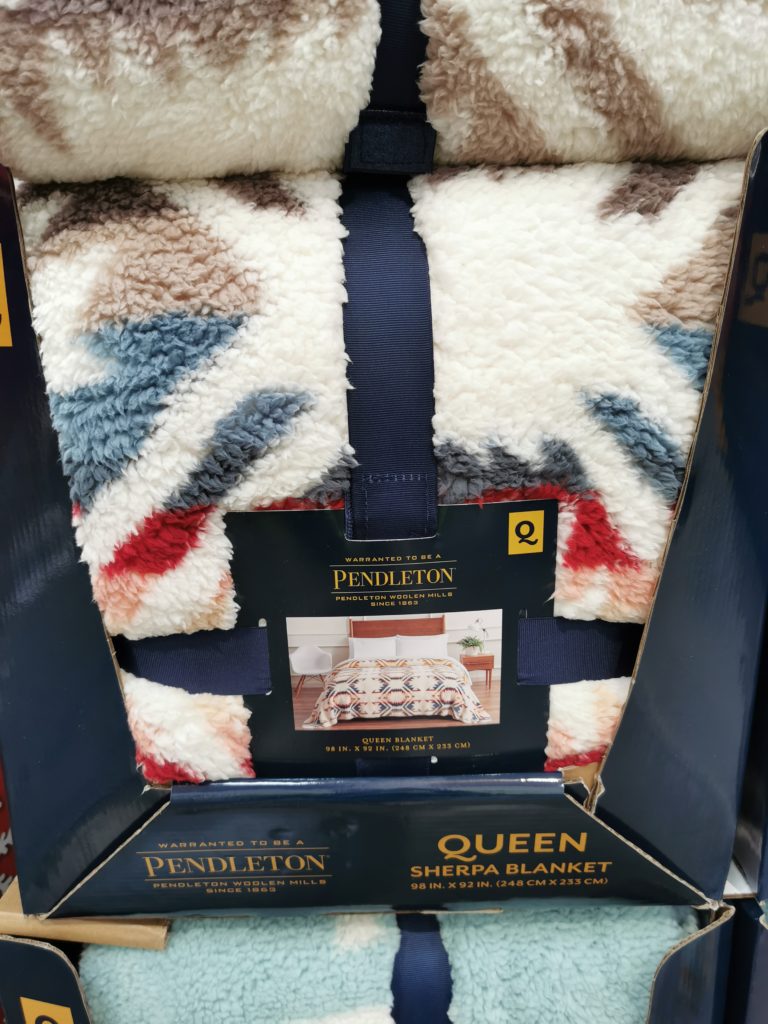 Q
WARRANTED TO BE A
PENDLETON
PENDLETON WOOLEN MILLS
SINCE 1863
QUEEN BLANKET
98 IN. X 92 IN. (248 CM X 233 CM)
WARRANTED TO BE A
PENDLETON
PENDLETON WOOLEN MILLS
SINCE 1863
QUEEN
SHERPA BLANKET
98 IN. X 92 IN. (248 CM X 233 CM)
Q